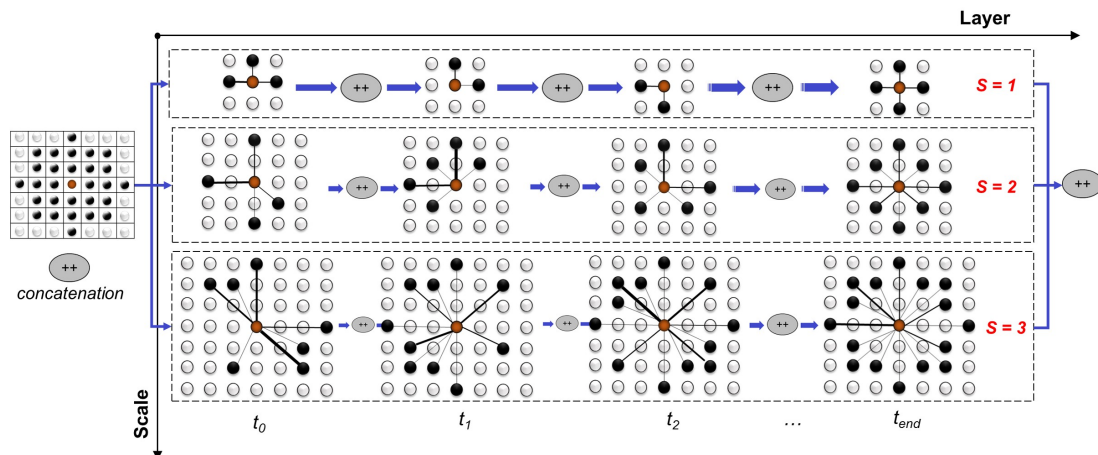 Layer
++ ++ ++ S = 1
++ ++ ++ S = 2
++
++
concatenation
++ ++ ++ S = 3
Scale
t0 t1 t2 ... tend